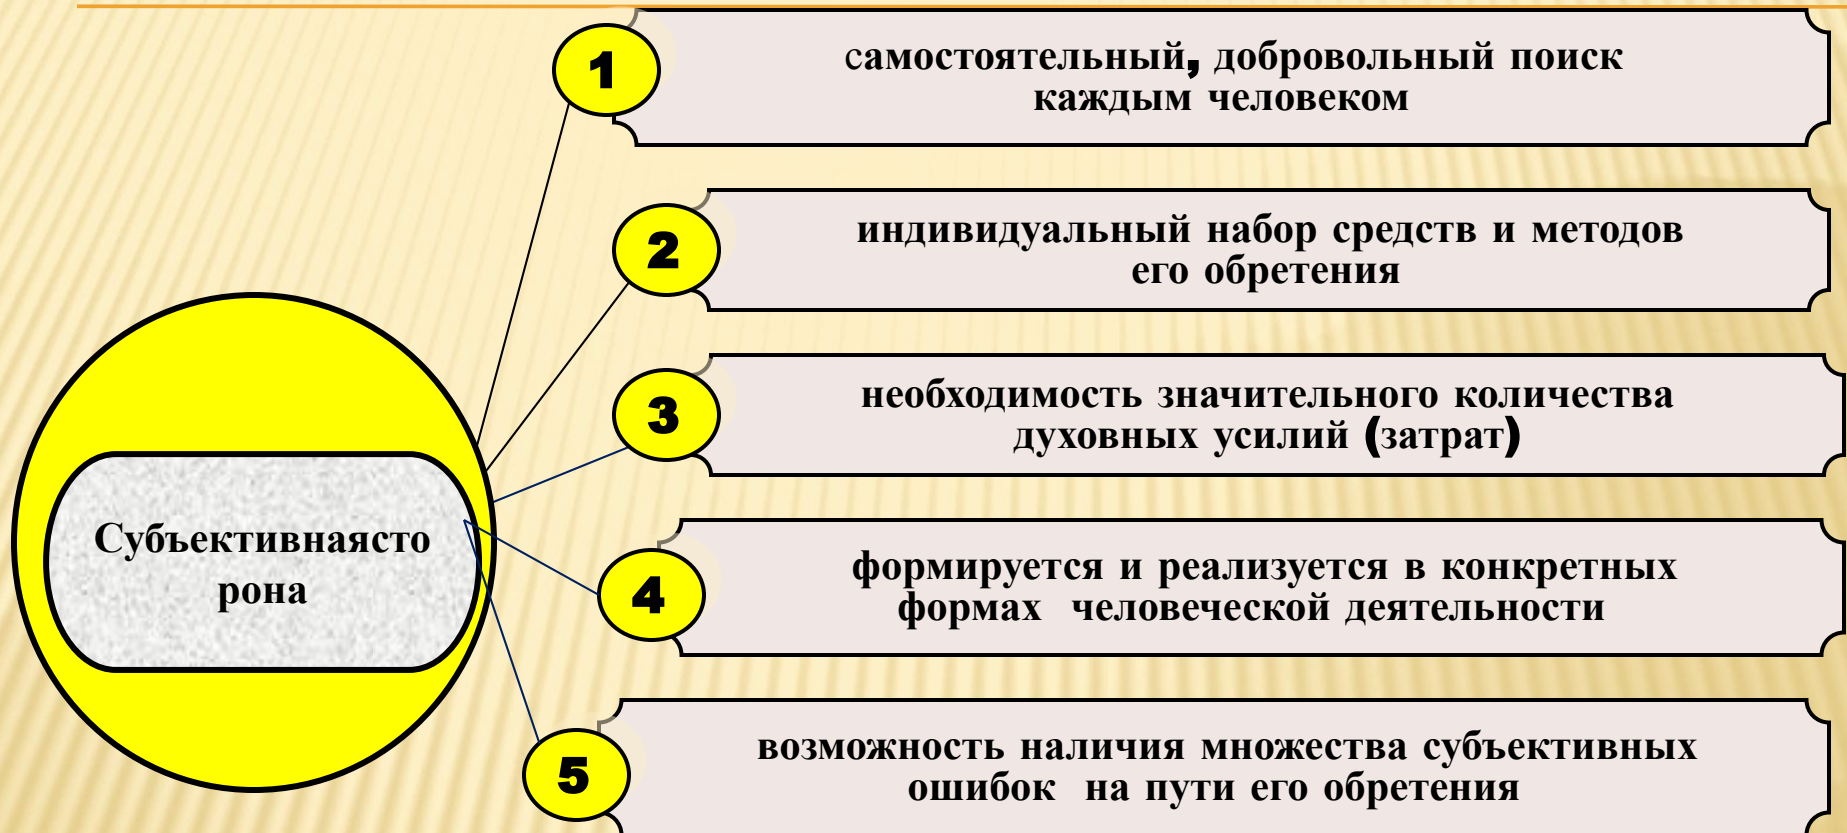 1
самостоятельный, добровольный поиск
каждым человеком
2
индивидуальный набор средств и методов
его обретения
3
необходимость значительного количества
духовных усилий (затрат)
Субъективнаясто
рона
4
формируется и реализуется в конкретных
формах  человеческой деятельности
5
возможность наличия множества субъективных
ошибок  на пути его обретения